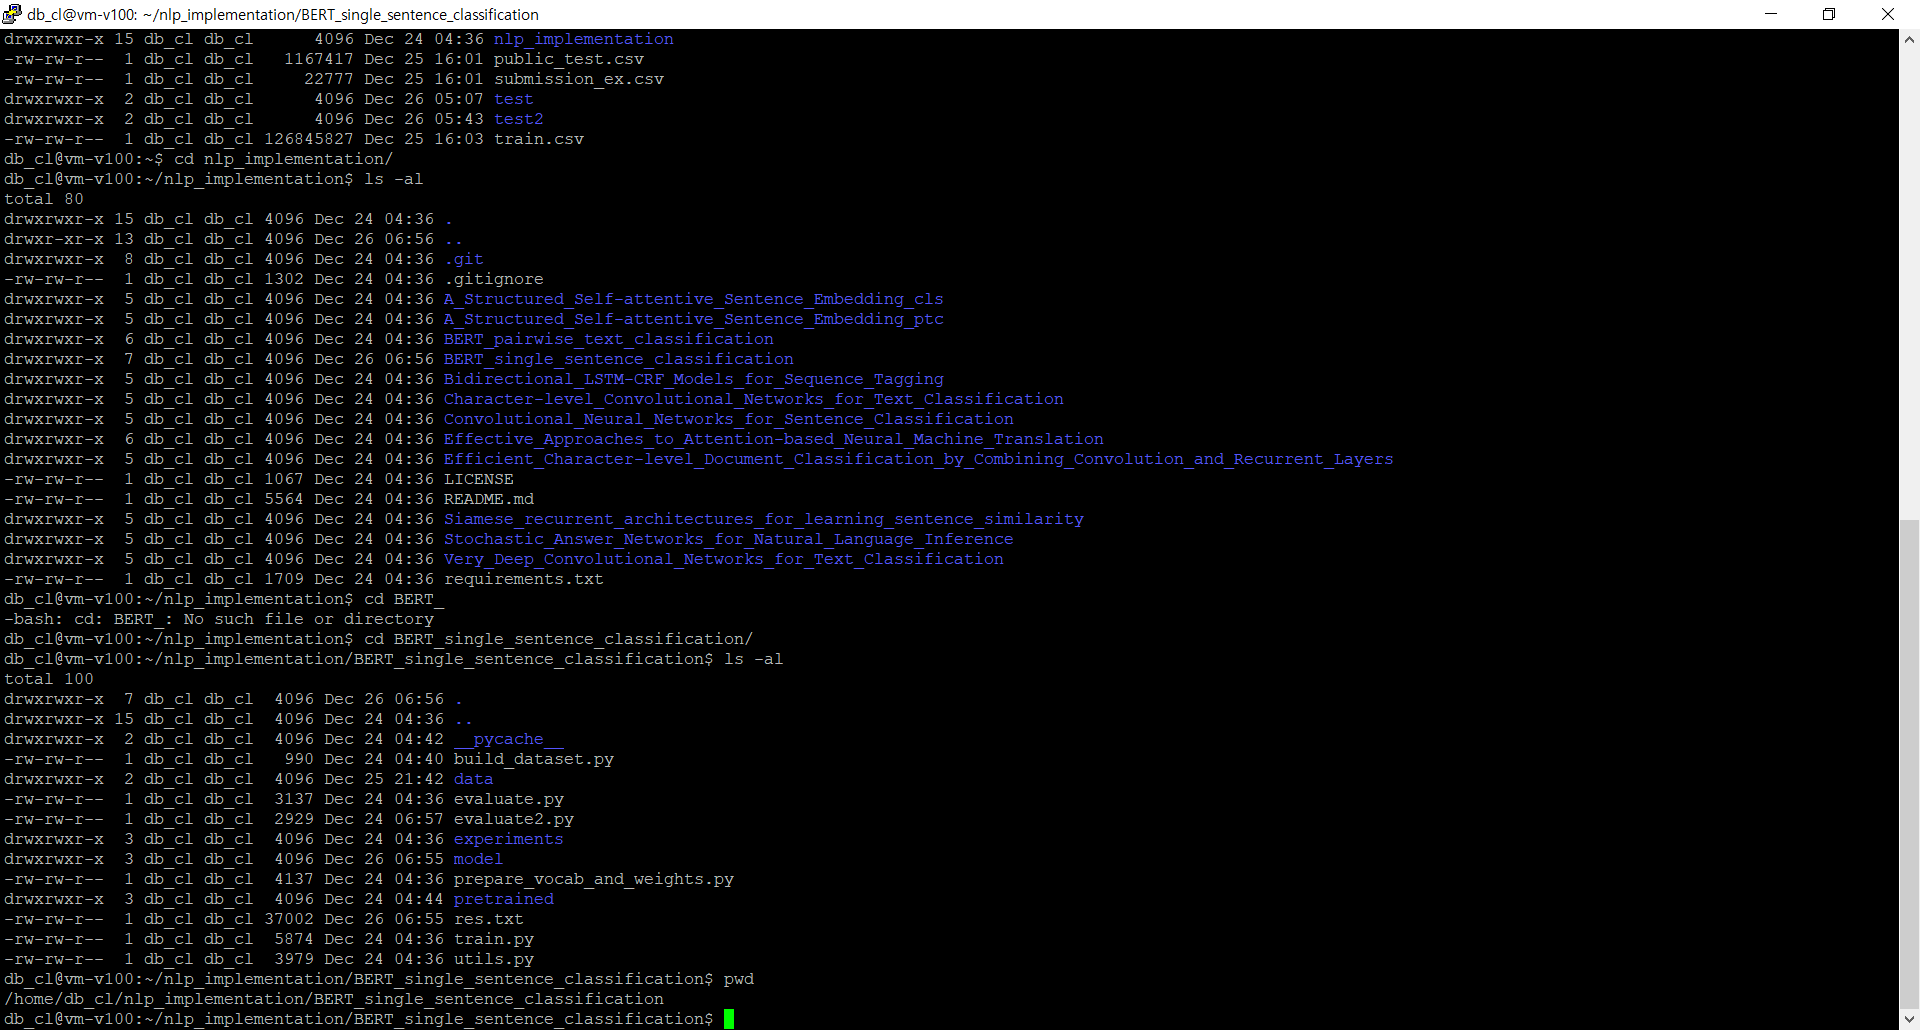 db_cl@vm-v100: ~/nlp_implementation/BERT_single_sentence_classification
drwxrwxr-x 15 db_cl db_cl      4096 Dec 24 04:36 nlp_implementation
-rw-rw-r--  1 db_cl db_cl   1167417 Dec 25 16:01 public_test.csv
-rw-rw-r--  1 db_cl db_cl     22777 Dec 25 16:01 submission_ex.csv
drwxrwxr-x  2 db_cl db_cl      4096 Dec 26 05:07 test
drwxrwxr-x  2 db_cl db_cl      4096 Dec 26 05:43 test2
-rw-rw-r--  1 db_cl db_cl 126845827 Dec 25 16:03 train.csv
db_cl@vm-v100:~$ cd nlp_implementation/
db_cl@vm-v100:~/nlp_implementation$ ls -al
total 80
drwxrwxr-x 15 db_cl db_cl 4096 Dec 24 04:36 .
drwxr-xr-x 13 db_cl db_cl 4096 Dec 26 06:56 ..
drwxrwxr-x  8 db_cl db_cl 4096 Dec 24 04:36 .git
-rw-rw-r--  1 db_cl db_cl 1302 Dec 24 04:36 .gitignore
drwxrwxr-x  5 db_cl db_cl 4096 Dec 24 04:36 A_Structured_Self-attentive_Sentence_Embedding_cls
drwxrwxr-x  5 db_cl db_cl 4096 Dec 24 04:36 A_Structured_Self-attentive_Sentence_Embedding_ptc
drwxrwxr-x  6 db_cl db_cl 4096 Dec 24 04:36 BERT_pairwise_text_classification
drwxrwxr-x  7 db_cl db_cl 4096 Dec 26 06:56 BERT_single_sentence_classification
drwxrwxr-x  5 db_cl db_cl 4096 Dec 24 04:36 Bidirectional_LSTM-CRF_Models_for_Sequence_Tagging
drwxrwxr-x  5 db_cl db_cl 4096 Dec 24 04:36 Character-level_Convolutional_Networks_for_Text_Classification
drwxrwxr-x  5 db_cl db_cl 4096 Dec 24 04:36 Convolutional_Neural_Networks_for_Sentence_Classification
drwxrwxr-x  6 db_cl db_cl 4096 Dec 24 04:36 Effective_Approaches_to_Attention-based_Neural_Machine_Translation
drwxrwxr-x  5 db_cl db_cl 4096 Dec 24 04:36 Efficient_Character-level_Document_Classification_by_Combining_Convolution_and_Recurrent_Layers
-rw-rw-r--  1 db_cl db_cl 1067 Dec 24 04:36 LICENSE
-rw-rw-r--  1 db_cl db_cl 5564 Dec 24 04:36 README.md
drwxrwxr-x  5 db_cl db_cl 4096 Dec 24 04:36 Siamese_recurrent_architectures_for_learning_sentence_similarity
drwxrwxr-x  5 db_cl db_cl 4096 Dec 24 04:36 Stochastic_Answer_Networks_for_Natural_Language_Inference
drwxrwxr-x  5 db_cl db_cl 4096 Dec 24 04:36 Very_Deep_Convolutional_Networks_for_Text_Classification
-rw-rw-r--  1 db_cl db_cl 1709 Dec 24 04:36 requirements.txt
db_cl@vm-v100:~/nlp_implementation$ cd BERT_
-bash: cd: BERT_: No such file or directory
db_cl@vm-v100:~/nlp_implementation$ cd BERT_single_sentence_classification/
db_cl@vm-v100:~/nlp_implementation/BERT_single_sentence_classification$ ls -al
total 100
drwxrwxr-x  7 db_cl db_cl  4096 Dec 26 06:56 .
drwxrwxr-x 15 db_cl db_cl  4096 Dec 24 04:36 ..
drwxrwxr-x  2 db_cl db_cl  4096 Dec 24 04:42 __pycache__
-rw-rw-r--  1 db_cl db_cl   990 Dec 24 04:40 build_dataset.py
drwxrwxr-x  2 db_cl db_cl  4096 Dec 25 21:42 data
-rw-rw-r--  1 db_cl db_cl  3137 Dec 24 04:36 evaluate.py
-rw-rw-r--  1 db_cl db_cl  2929 Dec 24 06:57 evaluate2.py
drwxrwxr-x  3 db_cl db_cl  4096 Dec 24 04:36 experiments
drwxrwxr-x  3 db_cl db_cl  4096 Dec 26 06:55 model
-rw-rw-r--  1 db_cl db_cl  4137 Dec 24 04:36 prepare_vocab_and_weights.py
drwxrwxr-x  3 db_cl db_cl  4096 Dec 24 04:44 pretrained
-rw-rw-r--  1 db_cl db_cl 37002 Dec 26 06:55 res.txt
-rw-rw-r--  1 db_cl db_cl  5874 Dec 24 04:36 train.py
-rw-rw-r--  1 db_cl db_cl  3979 Dec 24 04:36 utils.py
db_cl@vm-v100:~/nlp_implementation/BERT_single_sentence_classification$ pwd
/home/db_cl/nlp_implementation/BERT_single_sentence_classification
db_cl@vm-v100:~/nlp_implementation/BERT_single_sentence_classification$